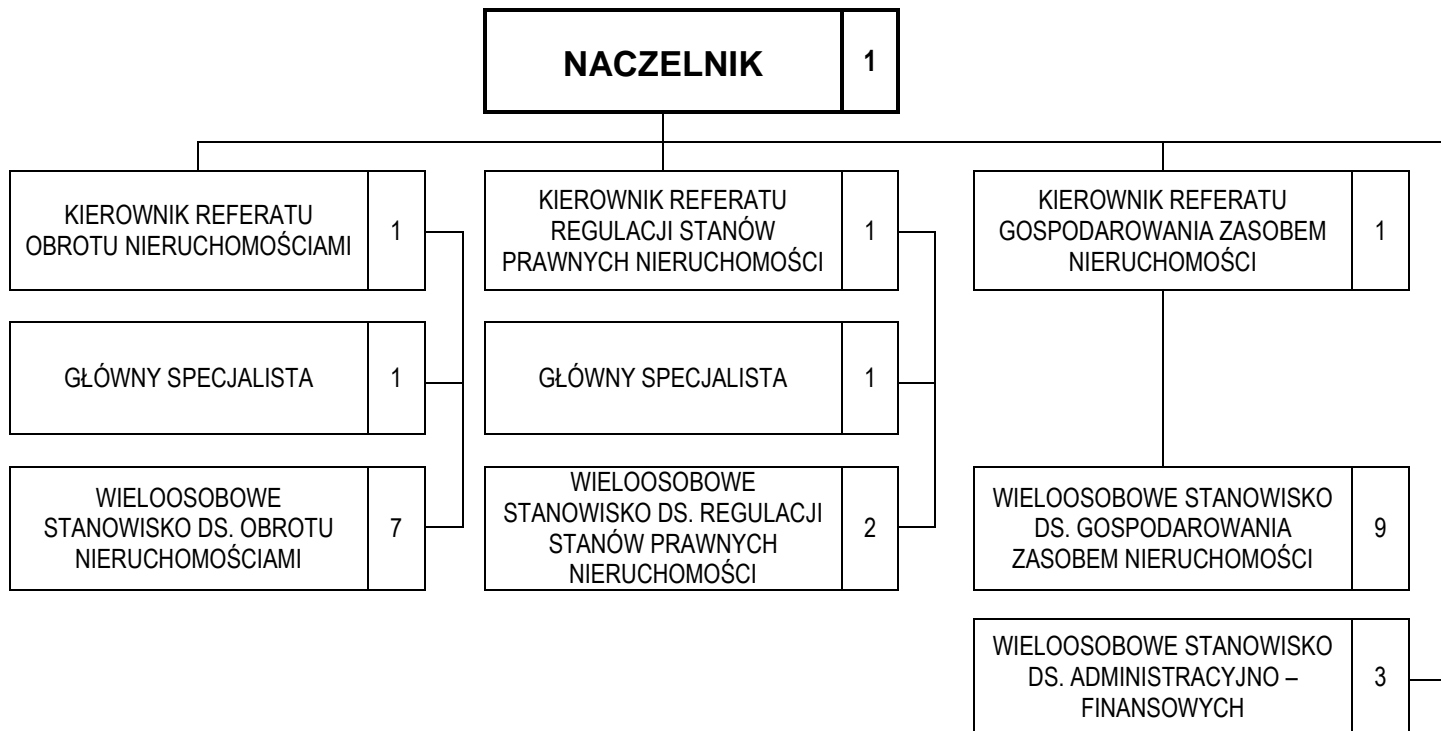 NACZELNIK
1
KIEROWNIK REFERATU
OBROTU NIERUCHOMOŚCIAMI
1
KIEROWNIK REFERATU
REGULACJI STANÓW
PRAWNYCH NIERUCHOMOŚCI
1
KIEROWNIK REFERATU
GOSPODAROWANIA ZASOBEM
NIERUCHOMOŚCI
1
GŁÓWNY SPECJALISTA
1
GŁÓWNY SPECJALISTA
1
WIELOOSOBOWE
STANOWISKO DS. OBROTU
NIERUCHOMOŚCIAMI
7
WIELOOSOBOWE
STANOWISKO DS. REGULACJI
STANÓW PRAWNYCH
NIERUCHOMOŚCI
2
WIELOOSOBOWE STANOWISKO
DS. GOSPODAROWANIA
ZASOBEM NIERUCHOMOŚCI
9
WIELOOSOBOWE STANOWISKO
DS. ADMINISTRACYJNO –
FINANSOWYCH
3